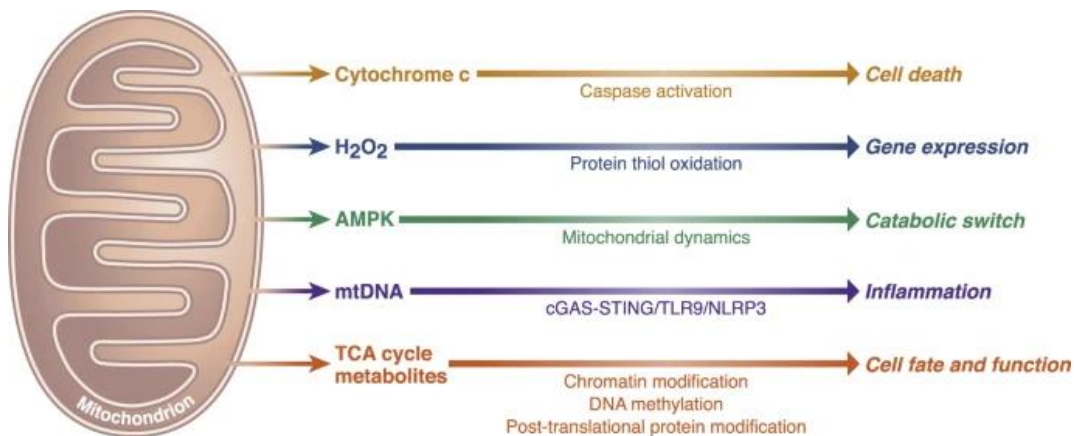 Cytochrome c
Caspase activation
Cell death
H₂O₂
Protein thiol oxidation
Gene expression
AMPK
Mitochondrial dynamics
Catabolic switch
mtDNA
cGAS-STING/TLR9/NLRP3
Inflammation
TCA cycle
metabolites
Chromatin modification
DNA methylation
Post-translational protein modification
Cell fate and function
Mitochondrion